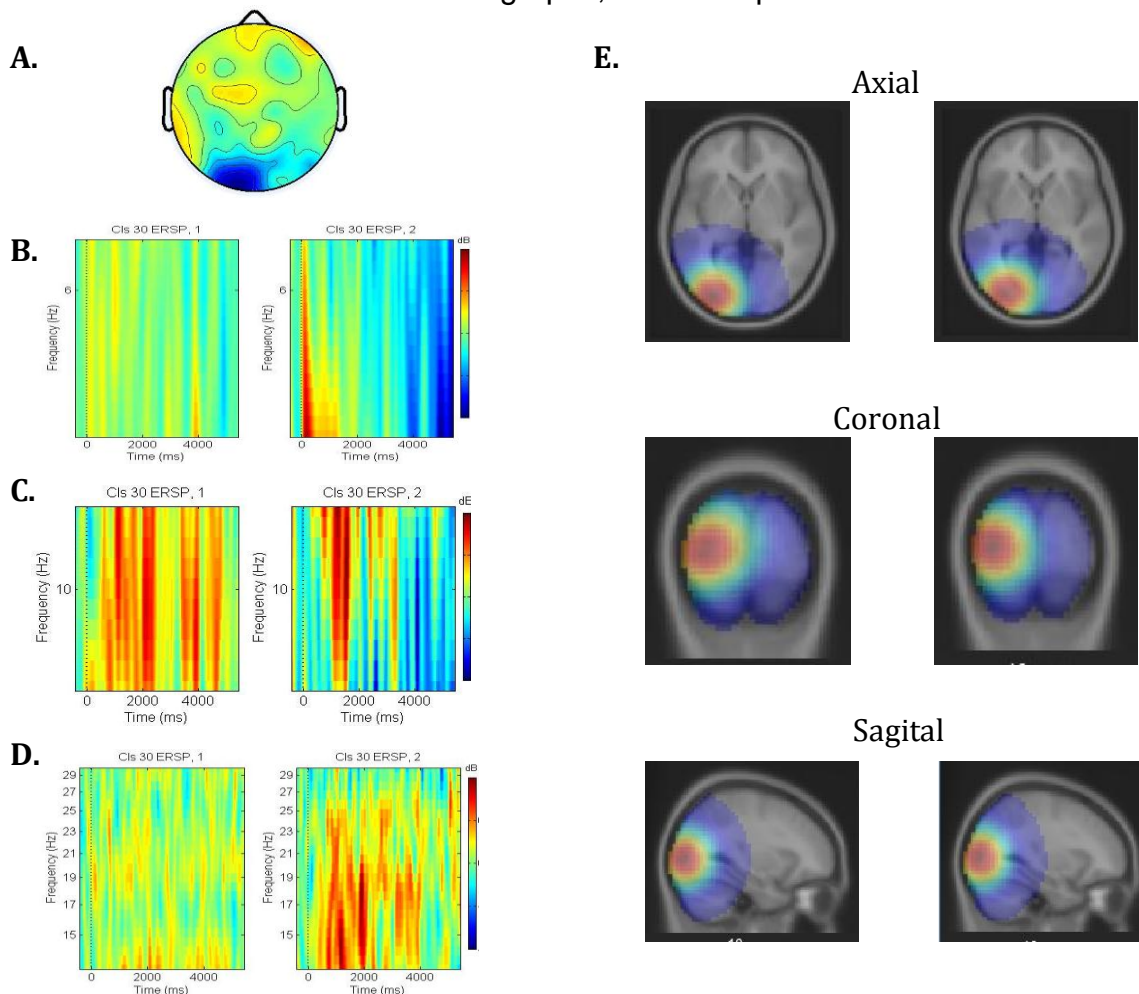 A.
B.
Cls 30 ERSP, 1
Cls 30 ERSP, 2
dB
6
Frequency (Hz)
0 2000 4000
Time (ms)
6
Frequency (Hz)
0 2000 4000
Time (ms)
C.
Cls 30 ERSP, 1
Cls 30 ERSP, 2
10
Frequency (Hz)
0 2000 4000
Time (ms)
10
Frequency (Hz)
0 2000 4000
Time (ms)
D.
Cls 30 ERSP, 1
Cls 30 ERSP, 2
dB
29
27
25
23
21
19
17
15
Frequency (Hz)
0 2000 4000
Time (ms)
29
27
25
23
21
19
17
15
Frequency (Hz)
0 2000 4000
Time (ms)
E.
Axial
Coronal
Sagital